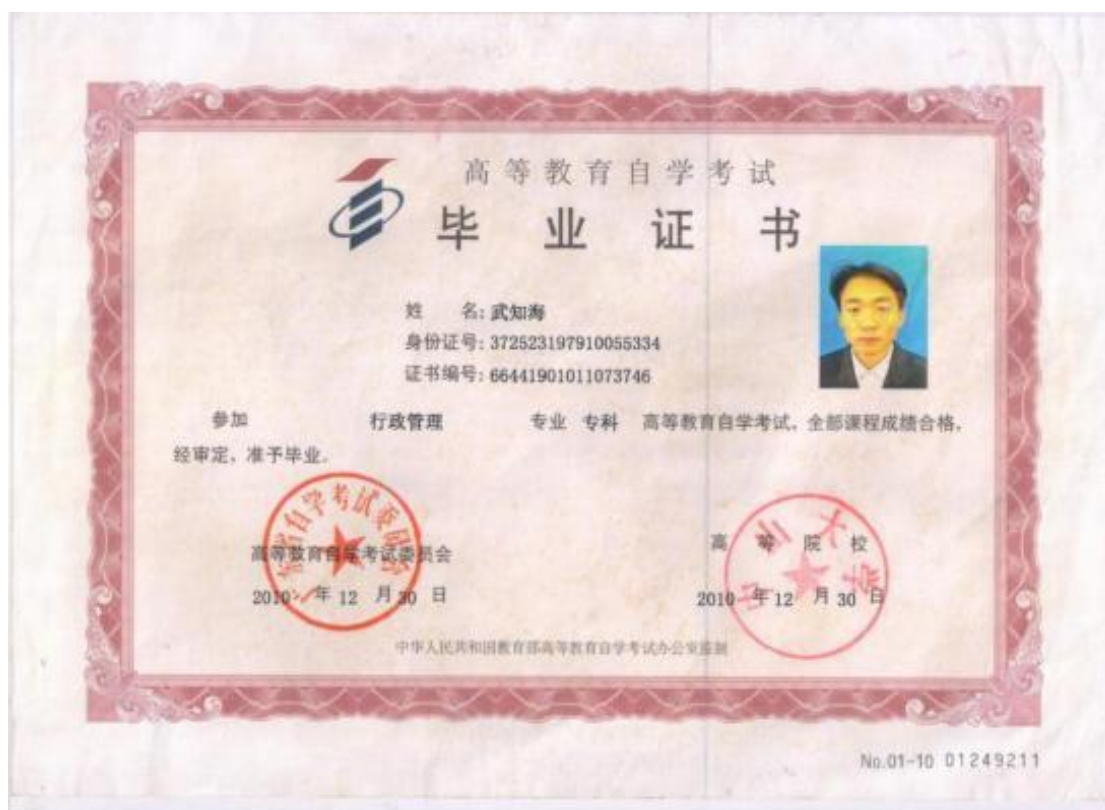 高等教育自学考试
毕业证书
姓 名: 武知海
身份证号: 372523197910055334
证书编号: 66441901011073746
参加 行政管理 专业 专科 高等教育自学考试，全部课程成绩合格，
经审定，准予毕业。
高等教育自学考试委员会
高等院校
2010 年 12 月 30 日
2010 年 12 月 30 日
中山大学
中华人民共和国教育部高等教育自学考试办公室监制
No.01-10 01249211